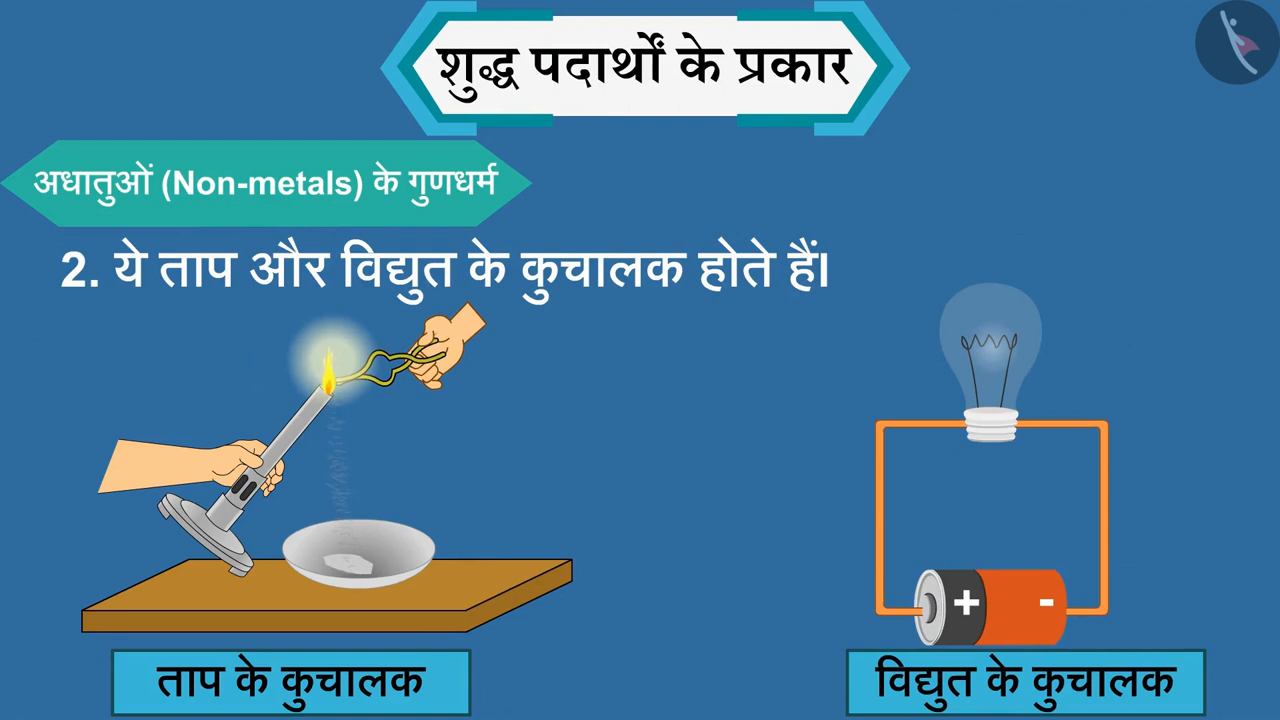 शुद्ध पदार्थों के प्रकार
अधातुओं (Non-metals) के गुणधर्म
2. ये ताप और विद्युत के कुचालक होते हैं।
+ -
ताप के कुचालक
विद्युत के कुचालक